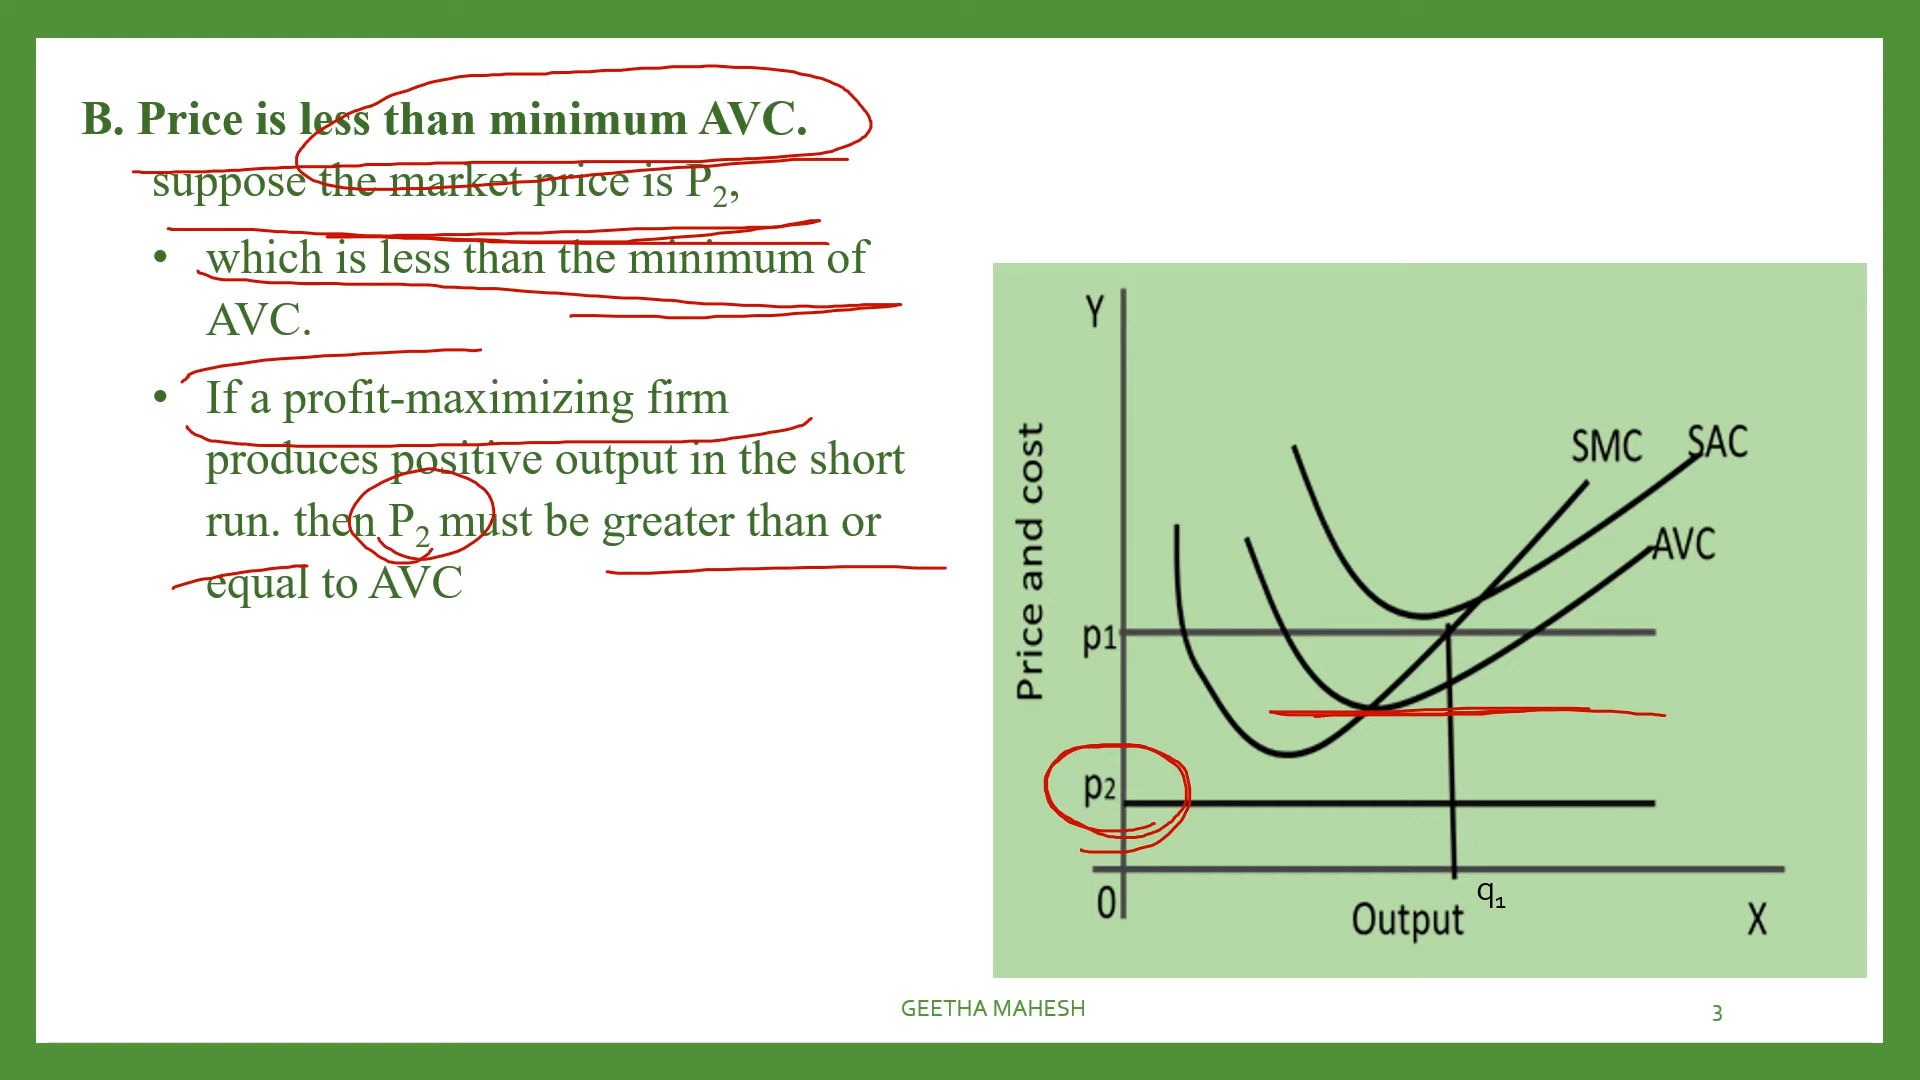 B. Price is less than minimum AVC.
suppose the market price is P2,
• which is less than the minimum of
AVC.
• If a profit-maximizing firm
produces positive output in the short
run. then P2 must be greater than or
equal to AVC
Y
Price and cost
SMC
SAC
AVC
p1
p2
0
q1
Output
X
GEETHA MAHESH
3